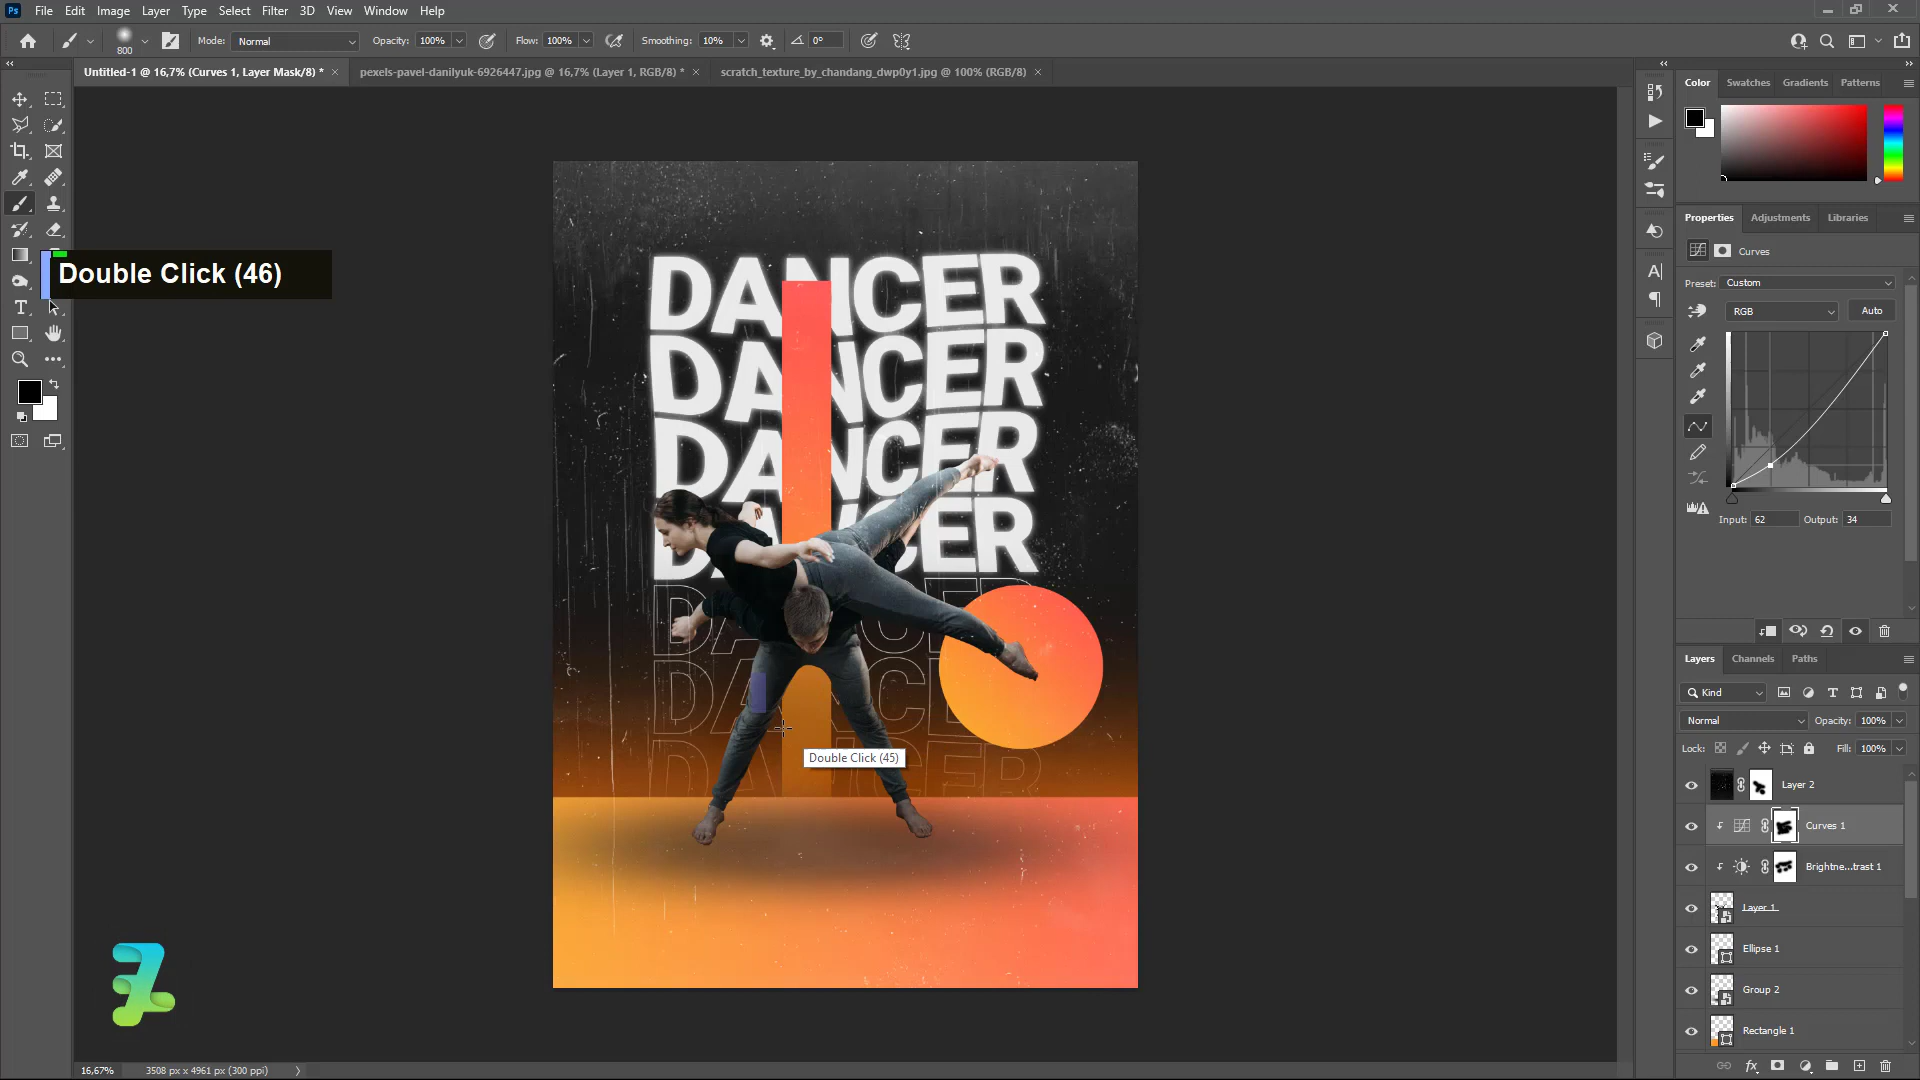 Ps File Edit Image Layer Type Select Filter 3D View Window Help
800 Mode: Normal Opacity: 100% Flow: 100% Smoothing: 10% 0°
Untitled-1 @ 16,7% (Curves 1, Layer Mask/8) * × pexels-pavel-danilyuk-6926447.jpg @ 16,7% (Layer 1, RGB/8) * × scratch_texture_by_chandang_dwp0y1.jpg @ 100% (RGB/8) ×
Color Swatches Gradients Patterns
Properties Adjustments Libraries
Curves
Preset: Custom
RGB Auto
Input: 62 Output: 34
Double Click (46)
DANCER
DANCER
DANCER
DANCER
DANCER
DANCER
DANCER
Double Click (45)
Layers Channels Paths
Kind
Normal Opacity: 100%
Lock: Fill: 100%
Layer 2
Curves 1
Brightne...trast 1
Layer 1
Ellipse 1
Group 2
Rectangle 1
16,67% 3508 px x 4961 px (300 ppi)